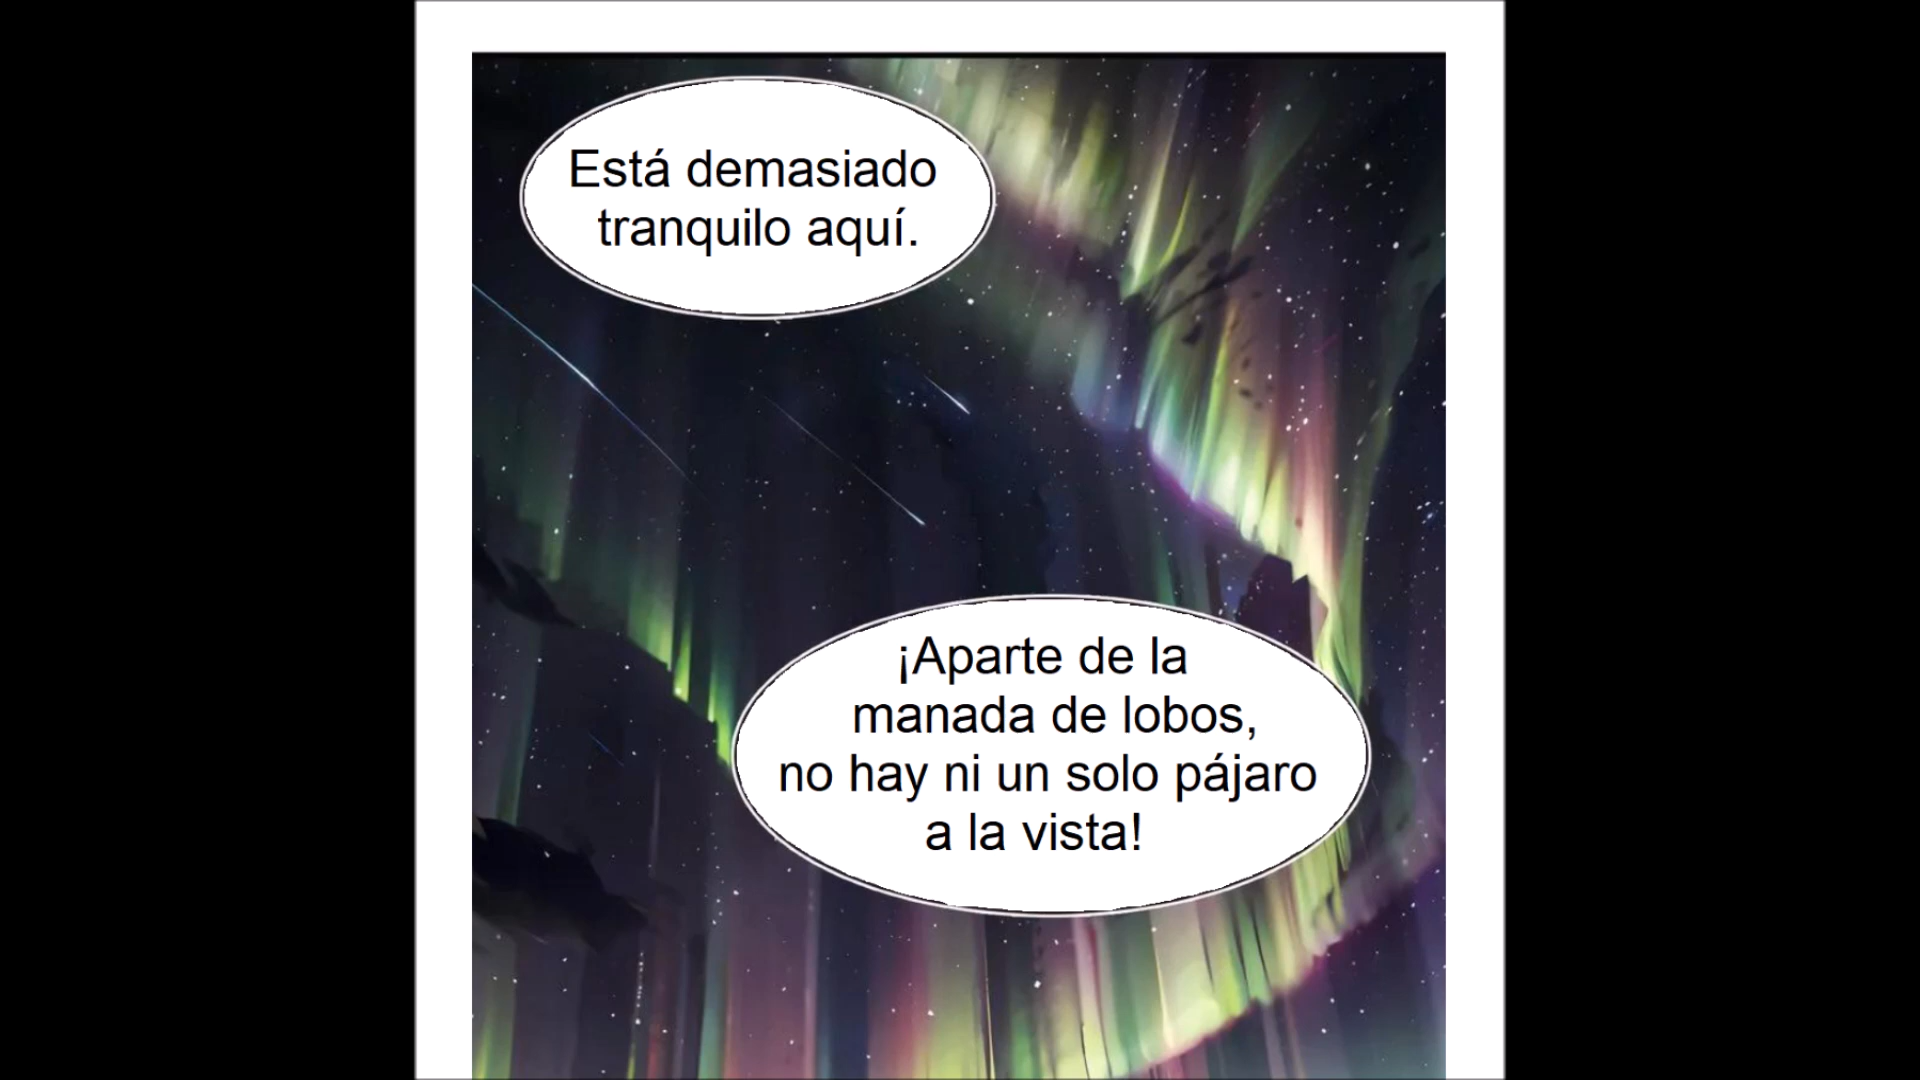 Está demasiado
tranquilo aquí.
¡Aparte de la
manada de lobos,
no hay ni un solo pájaro
a la vista!